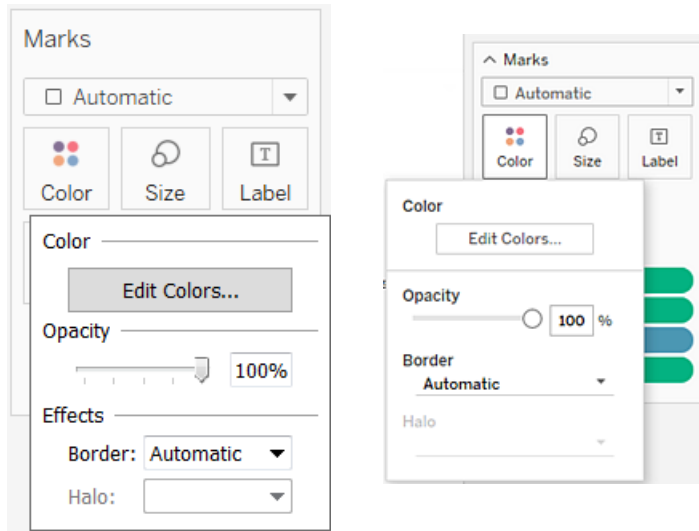 Marks
Automatic
Color Size Label
Color
Edit Colors...
Opacity
100%
Effects
Border: Automatic
Halo:
Marks
Automatic
Color Size Label
Color
Edit Colors...
Opacity
100 %
Border
Automatic
Halo